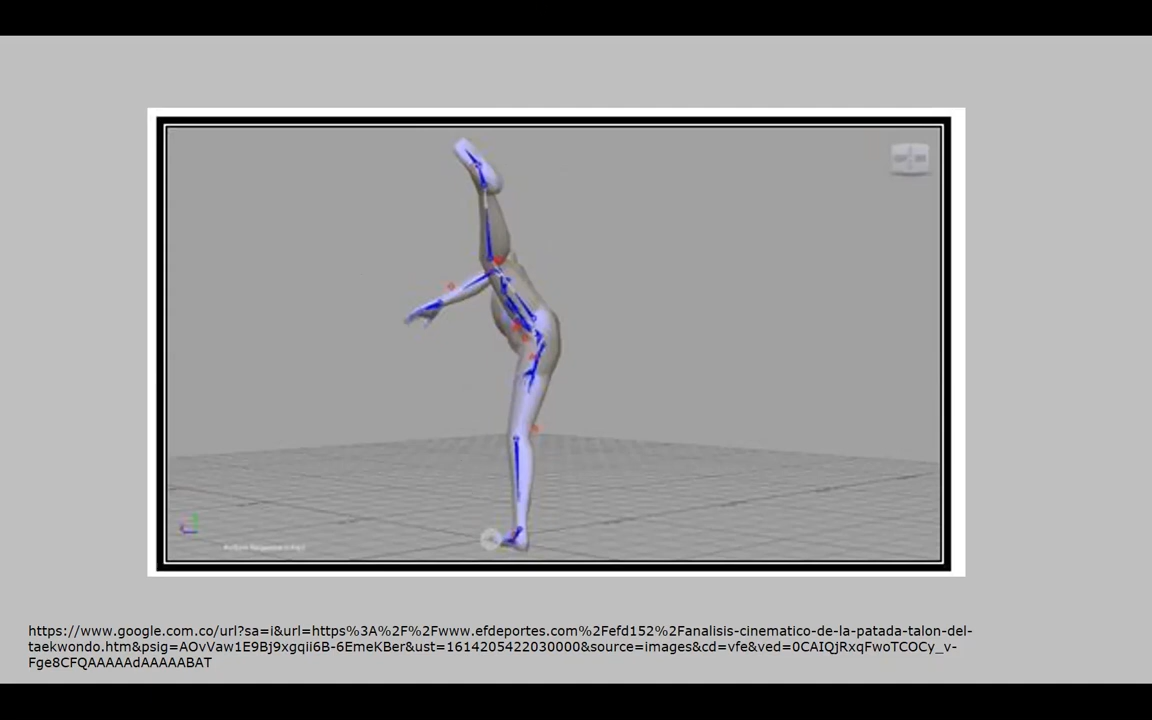 https://www.google.com.co/url?sa=i&url=https%3A%2F%2Fwww.efdeportes.com%2Fefd152%2Fanalisis-cinematico-de-la-patada-talon-del-
taekwondo.htm&psig=AOvVaw1E9Bj9xgqii6B-6EmeKBer&ust=1614205422030000&source=images&cd=vfe&ved=0CAIQjRxqFwoTCOCy_v-
Fge8CFQAAAAAdAAAAABAT